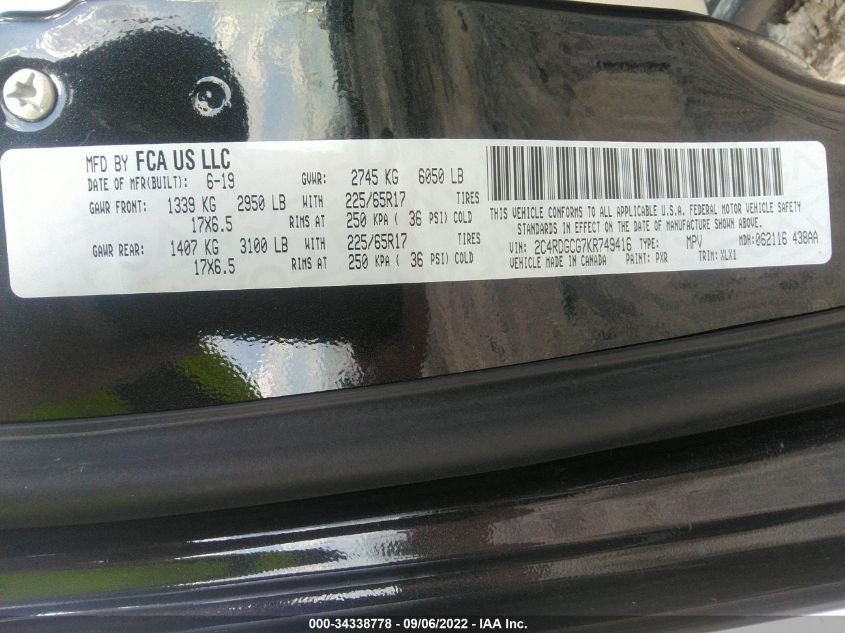 MFD BY FCA US LLC
DATE OF MFR(BUILT): 6-19 GVWR: 2745 KG 6050 LB
GAWR FRONT: 1339 KG 2950 LB WITH 225/65R17 TIRES
17X6.5 RIMS AT 250 KPA ( 36 PSI) COLD
GAWR REAR: 1407 KG 3100 LB WITH 225/65R17 TIRES
17X6.5 RIMS AT 250 KPA ( 36 PSI) COLD
THIS VEHICLE CONFORMS TO ALL APPLICABLE U.S.A. FEDERAL MOTOR VEHICLE SAFETY
STANDARDS IN EFFECT ON THE DATE OF MANUFACTURE SHOWN ABOVE.
VIN: 2C4RDGCG7KR749416 TYPE: MPV MDH: 062116 438AA
VEHICLE MADE IN CANADA PAINT: PXR TRIM: XLX1
000-34338778 - 09/06/2022 - IAA Inc.